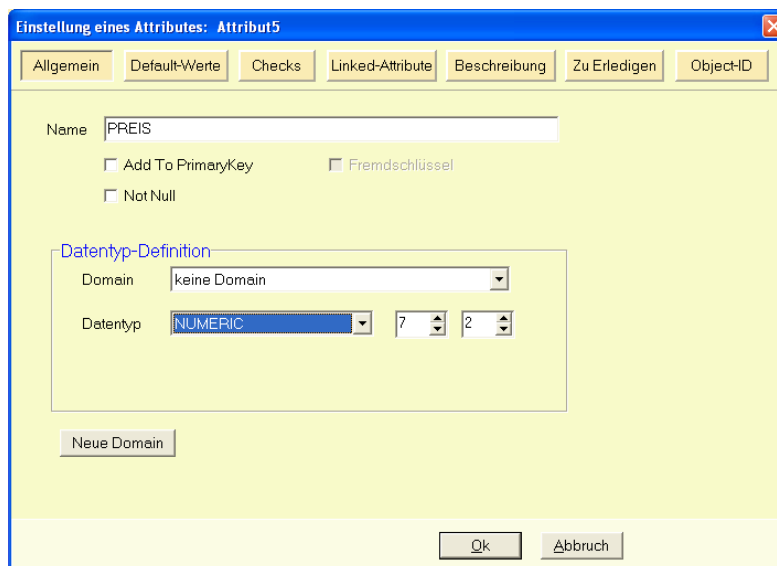 Einstellung eines Attributes: Attribut5
Allgemein Default-Werte Checks Linked-Attribute Beschreibung Zu Erledigen Object-ID
Name PREIS
Add To PrimaryKey Fremdschlüssel
Not Null
Datentyp-Definition
Domain keine Domain
Datentyp NUMERIC 7 2
Neue Domain
Ok Abbruch